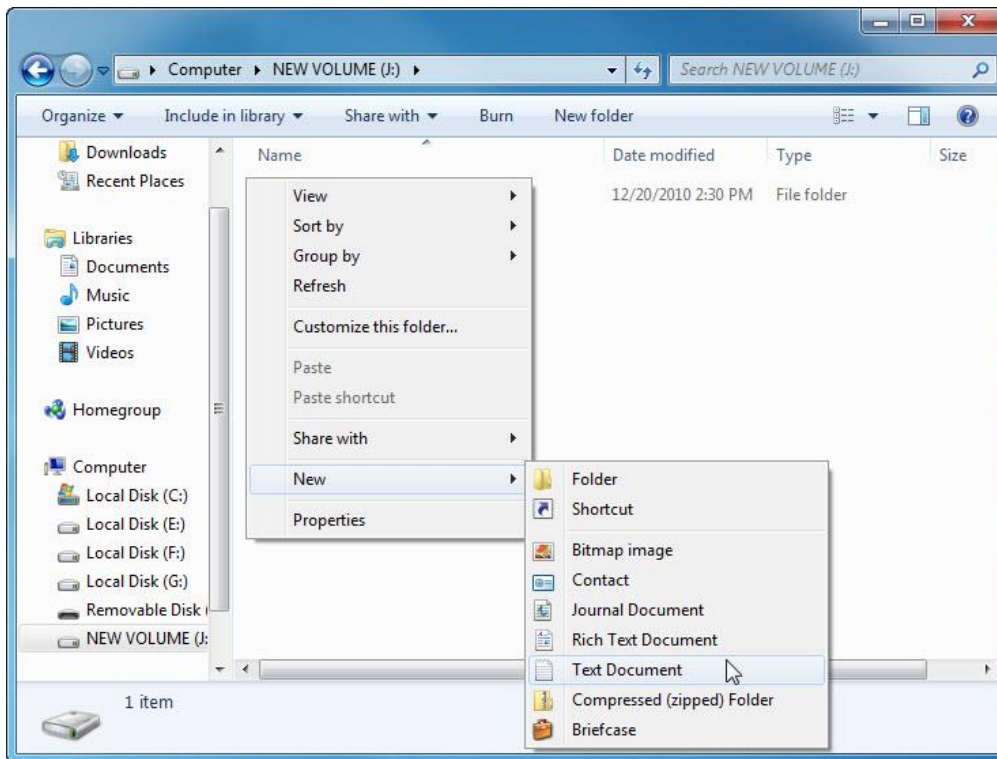 Computer ▸ NEW VOLUME (J:) ▸
Search NEW VOLUME (J:)
Organize Include in library Share with Burn New folder
Downloads
Recent Places
Libraries
Documents
Music
Pictures
Videos
Homegroup
Computer
Local Disk (C:)
Local Disk (E:)
Local Disk (F:)
Local Disk (G:)
Removable Disk (
NEW VOLUME (J:
Name Date modified Type Size
12/20/2010 2:30 PM File folder
View
Sort by
Group by
Refresh
Customize this folder...
Paste
Paste shortcut
Share with
New
Properties
Folder
Shortcut
Bitmap image
Contact
Journal Document
Rich Text Document
Text Document
Compressed (zipped) Folder
Briefcase
1 item